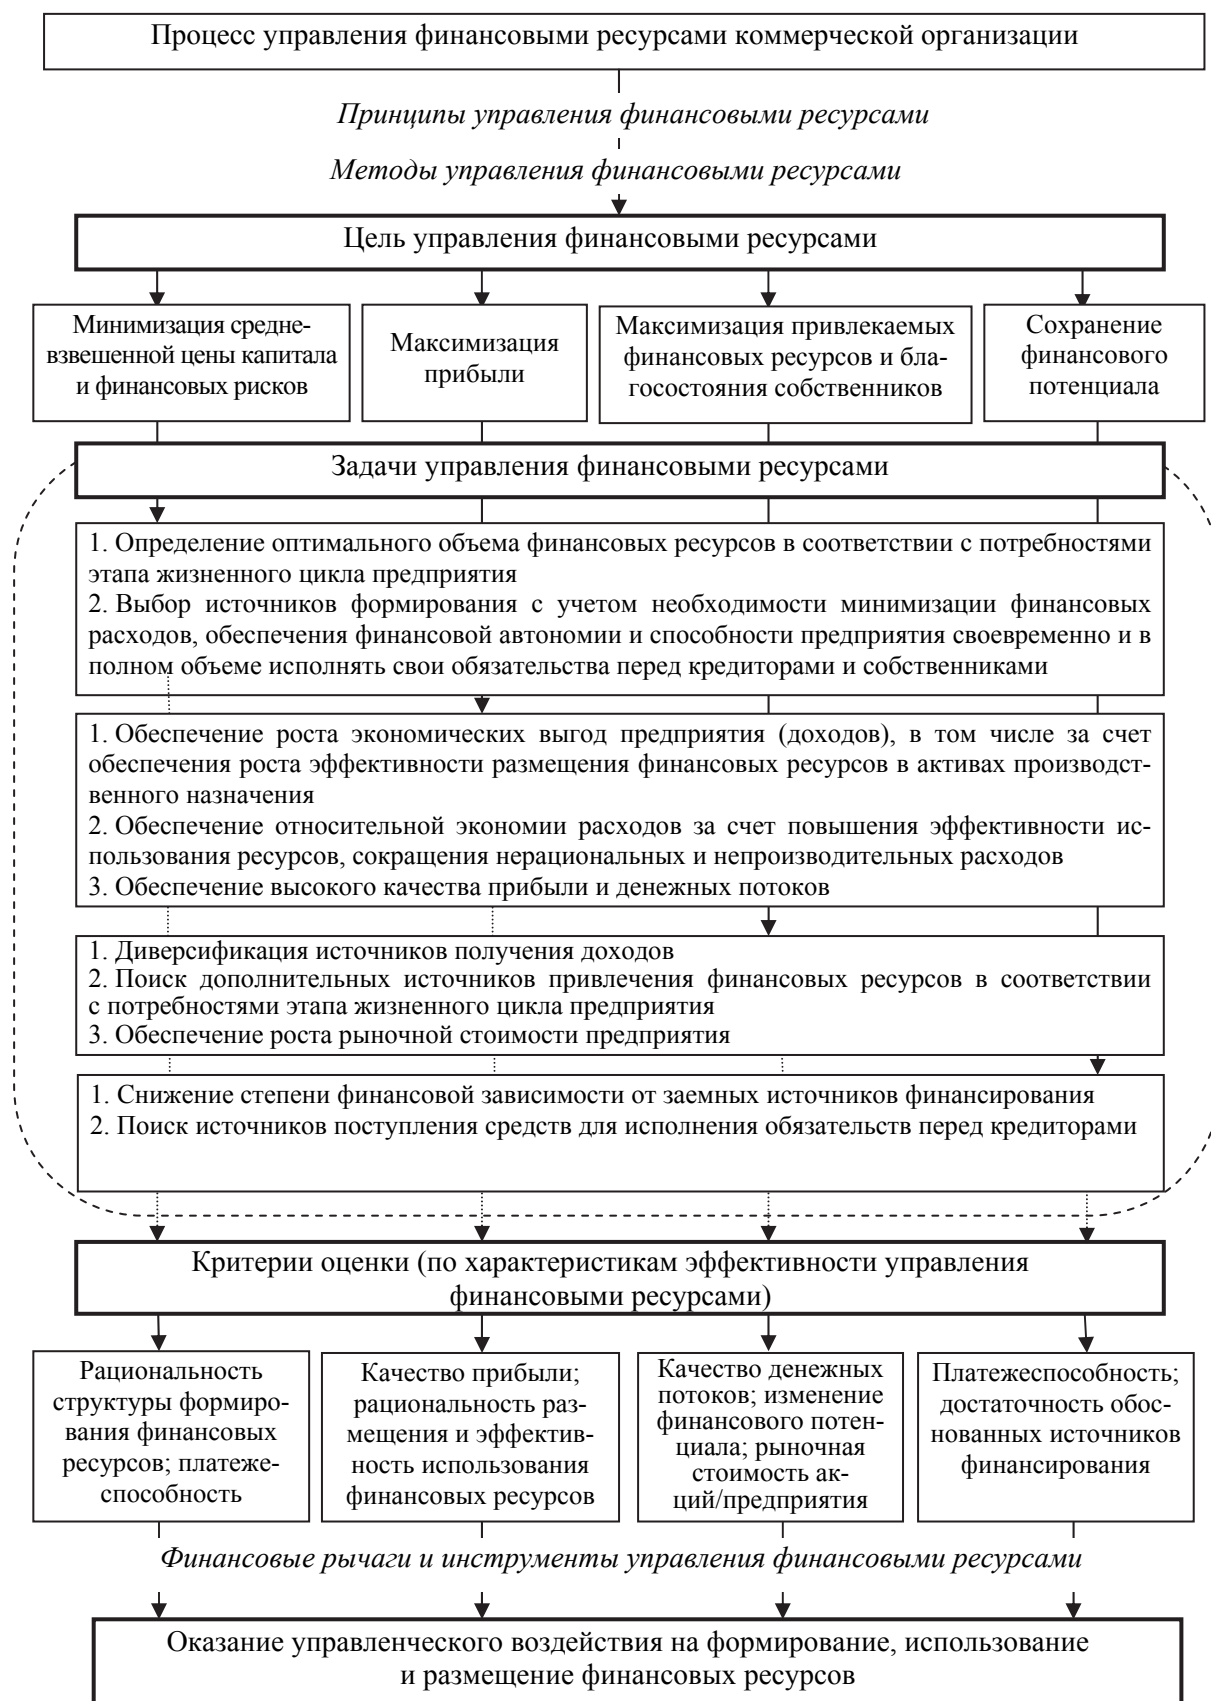 Процесс управления финансовыми ресурсами коммерческой организации
Принципы управления финансовыми ресурсами
Методы управления финансовыми ресурсами
Цель управления финансовыми ресурсами
Минимизация средне-
взвешенной цены капитала
и финансовых рисков
Максимизация
прибыли
Максимизация привлекаемых
финансовых ресурсов и бла-
госостояния собственников
Сохранение
финансового
потенциала
Задачи управления финансовыми ресурсами
1. Определение оптимального объема финансовых ресурсов в соответствии с потребностями
этапа жизненного цикла предприятия
2. Выбор источников формирования с учетом необходимости минимизации финансовых
расходов, обеспечения финансовой автономии и способности предприятия своевременно и в
полном объеме исполнять свои обязательства перед кредиторами и собственниками
1. Обеспечение роста экономических выгод предприятия (доходов), в том числе за счет
обеспечения роста эффективности размещения финансовых ресурсов в активах производст-
венного назначения
2. Обеспечение относительной экономии расходов за счет повышения эффективности ис-
пользования ресурсов, сокращения нерациональных и непроизводительных расходов
3. Обеспечение высокого качества прибыли и денежных потоков
1. Диверсификация источников получения доходов
2. Поиск дополнительных источников привлечения финансовых ресурсов в соответствии
с потребностями этапа жизненного цикла предприятия
3. Обеспечение роста рыночной стоимости предприятия
1. Снижение степени финансовой зависимости от заемных источников финансирования
2. Поиск источников поступления средств для исполнения обязательств перед кредиторами
Критерии оценки (по характеристикам эффективности управления
финансовыми ресурсами)
Рациональность
структуры формиро-
вания финансовых
ресурсов; платеже-
способность
Качество прибыли;
рациональность раз-
мещения и эффектив-
ность использования
финансовых ресурсов
Качество денежных
потоков; изменение
финансового потен-
циала; рыночная
стоимость ак-
ций/предприятия
Платежеспособность;
достаточность обос-
нованных источников
финансирования
Финансовые рычаги и инструменты управления финансовыми ресурсами
Оказание управленческого воздействия на формирование, использование
и размещение финансовых ресурсов